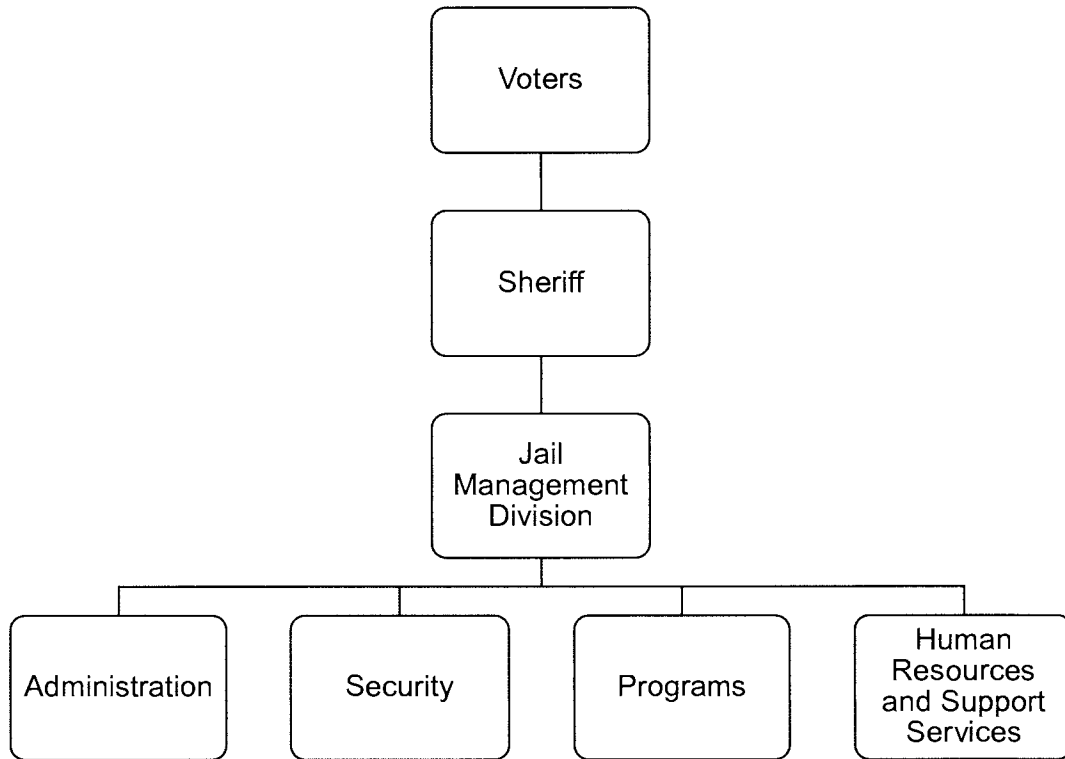 Voters
Sheriff
Jail
Management
Division
Administration
Security
Programs
Human
Resources
and Support
Services